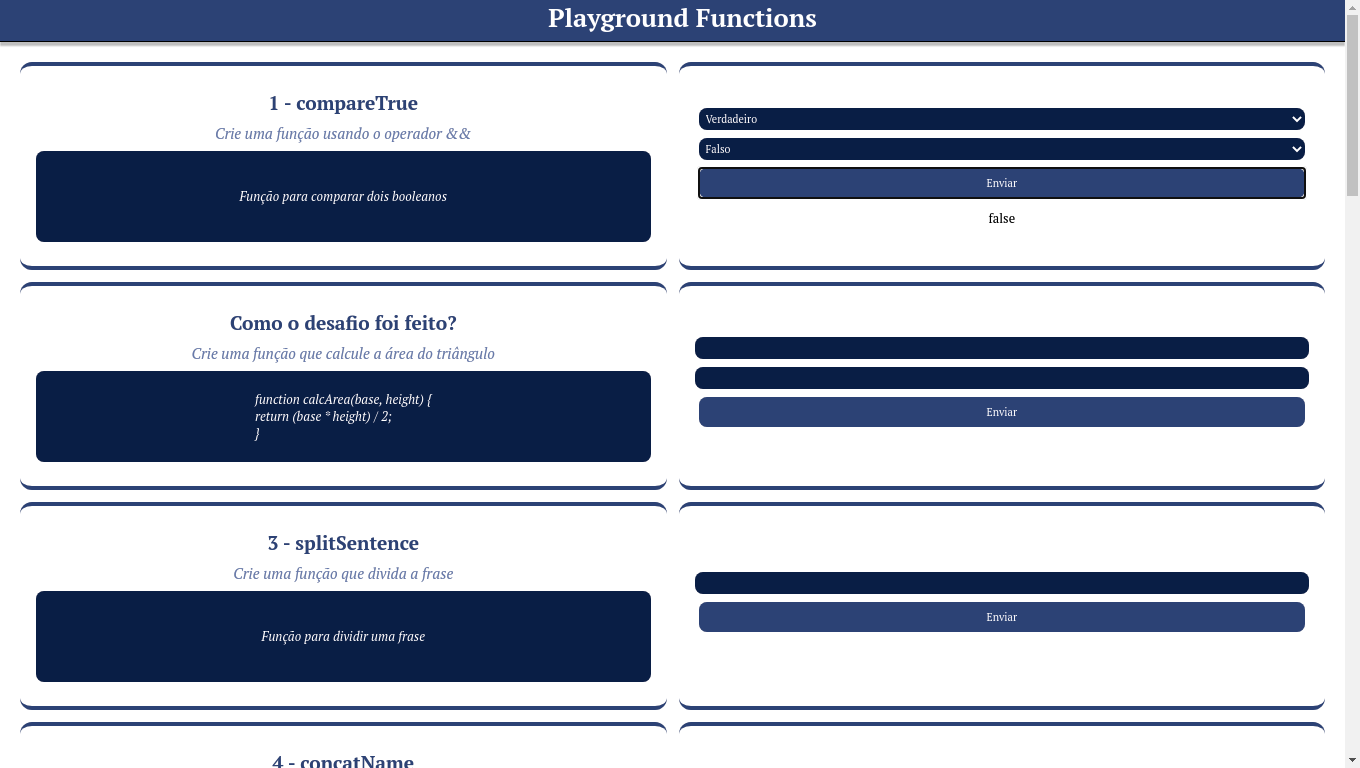 Playground Functions
1 - compareTrue
Crie uma função usando o operador &&
Função para comparar dois booleanos
Verdadeiro
Falso
Enviar
false
Como o desafio foi feito?
Crie uma função que calcule a área do triângulo
function calcArea(base, height) {
return (base * height) / 2;
}
Enviar
3 - splitSentence
Crie uma função que divida a frase
Função para dividir uma frase
Enviar
4 - concatName